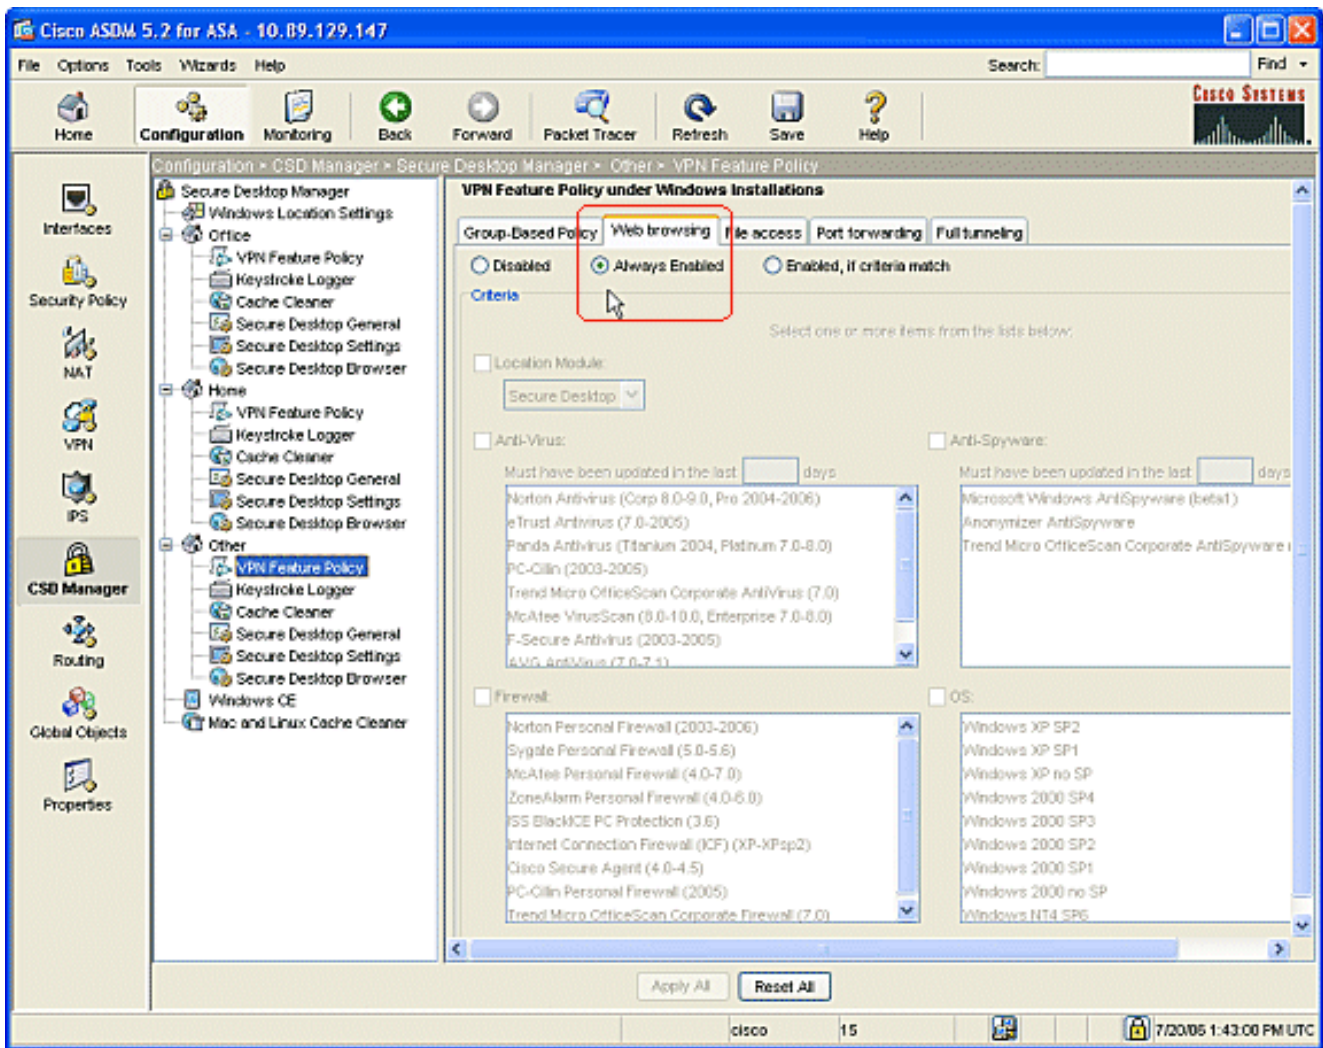 Cisco ASDM 5.2 for ASA - 10.89.129.147
File Options Tools Wizards Help Search: Find
Home Configuration Monitoring Back Forward Packet Tracer Refresh Save Help
CISCO SYSTEMS
Configuration > CSD Manager > Secure Desktop Manager > Other > VPN Feature Policy
Interfaces
Security Policy
NAT
VPN
IPS
CSD Manager
Routing
Global Objects
Properties
Secure Desktop Manager
Windows Location Settings
Office
VPN Feature Policy
Keystroke Logger
Cache Cleaner
Secure Desktop General
Secure Desktop Settings
Secure Desktop Browser
Home
VPN Feature Policy
Keystroke Logger
Cache Cleaner
Secure Desktop General
Secure Desktop Settings
Secure Desktop Browser
Other
VPN Feature Policy
Keystroke Logger
Cache Cleaner
Secure Desktop General
Secure Desktop Settings
Secure Desktop Browser
Windows CE
Mac and Linux Cache Cleaner
VPN Feature Policy under Windows Installations
Group-Based Policy Web browsing File access Port forwarding Full tunneling
Disabled Always Enabled Enabled, if criteria match
Criteria
Select one or more items from the lists below:
Location Module:
Secure Desktop
Anti-Virus:
Must have been updated in the last days
Norton Antivirus (Corp 8.0-9.0, Pro 2004-2006)
eTrust Antivirus (7.0-2005)
Panda Antivirus (Titanium 2004, Platinum 7.0-8.0)
PC-Cillin (2003-2005)
Trend Micro OfficeScan Corporate AntiVirus (7.0)
McAfee VirusScan (8.0-10.0, Enterprise 7.0-8.0)
F-Secure Antivirus (2003-2005)
AVG AntiVirus (7.0-7.1)
Anti-Spyware:
Must have been updated in the last days
Microsoft Windows AntiSpyware (beta1)
Anonymizer AntiSpyware
Trend Micro OfficeScan Corporate AntiSpyware
Firewall:
Norton Personal Firewall (2003-2006)
Sygate Personal Firewall (5.0-5.6)
McAfee Personal Firewall (4.0-7.0)
ZoneAlarm Personal Firewall (4.0-6.0)
ISS BlackICE PC Protection (3.6)
Internet Connection Firewall (ICF) (XP-XPsp2)
Cisco Secure Agent (4.0-4.5)
PC-Cillin Personal Firewall (2005)
Trend Micro OfficeScan Corporate Firewall (7.0)
OS:
Windows XP SP2
Windows XP SP1
Windows XP no SP
Windows 2000 SP4
Windows 2000 SP3
Windows 2000 SP2
Windows 2000 SP1
Windows 2000 no SP
Windows NT4 SP6
Apply All Reset All
cisco 15 7/20/06 1:43:00 PM UTC